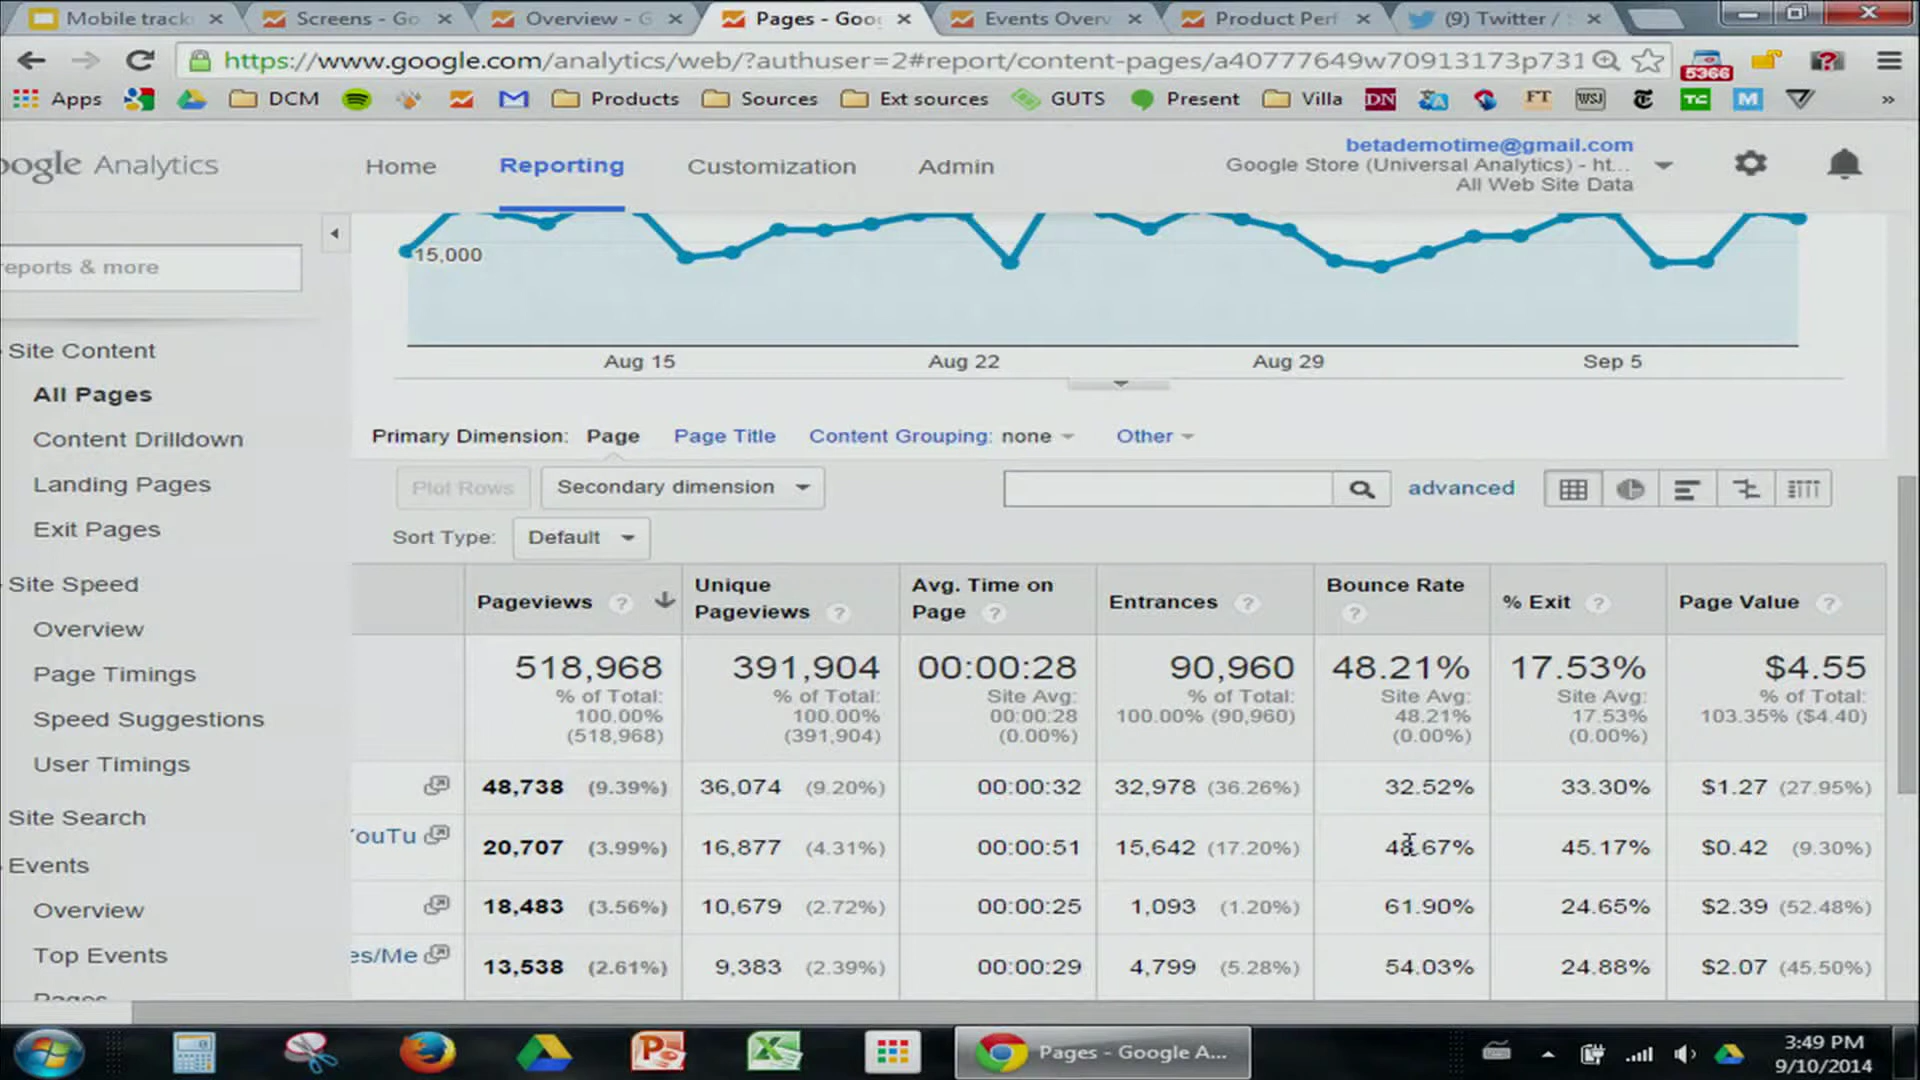 Mobile track
Screens - Go
Overview - G
Pages - Goo
Events Over
Product Perf
(9) Twitter /
https://www.google.com/analytics/web/?authuser=2#report/content-pages/a40777649w70913173p731
5366
Apps
DCM
Products
Sources
Ext sources
GUTS
Present
Villa
DN
FT
WSJ
TC
M
»
oogle Analytics
Home
Reporting
Customization
Admin
betademotime@gmail.com
Google Store (Universal Analytics) - ht...
All Web Site Data
reports & more
Site Content
All Pages
Content Drilldown
Landing Pages
Exit Pages
Site Speed
Overview
Page Timings
Speed Suggestions
User Timings
Site Search
Events
Overview
Top Events
Pages
15,000
Aug 15 Aug 22 Aug 29 Sep 5
Primary Dimension: Page Page Title Content Grouping: none Other
Plot Rows Secondary dimension advanced
Sort Type: Default
Pageviews ? Unique Pageviews ? Avg. Time on Page ? Entrances ? Bounce Rate ? % Exit ? Page Value ?
518,968 391,904 00:00:28 90,960 48.21% 17.53% $4.55
% of Total: % of Total: Site Avg: % of Total: Site Avg: Site Avg: % of Total:
100.00% 100.00% 00:00:28 100.00% (90,960) 48.21% 17.53% 103.35% ($4.40)
(518,968) (391,904) (0.00%) (0.00%) (0.00%)
48,738 (9.39%) 36,074 (9.20%) 00:00:32 32,978 (36.26%) 32.52% 33.30% $1.27 (27.95%)
YouTu 20,707 (3.99%) 16,877 (4.31%) 00:00:51 15,642 (17.20%) 48.67% 45.17% $0.42 (9.30%)
18,483 (3.56%) 10,679 (2.72%) 00:00:25 1,093 (1.20%) 61.90% 24.65% $2.39 (52.48%)
es/Me 13,538 (2.61%) 9,383 (2.39%) 00:00:29 4,799 (5.28%) 54.03% 24.88% $2.07 (45.50%)
Pages - Google A...
3:49 PM
9/10/2014